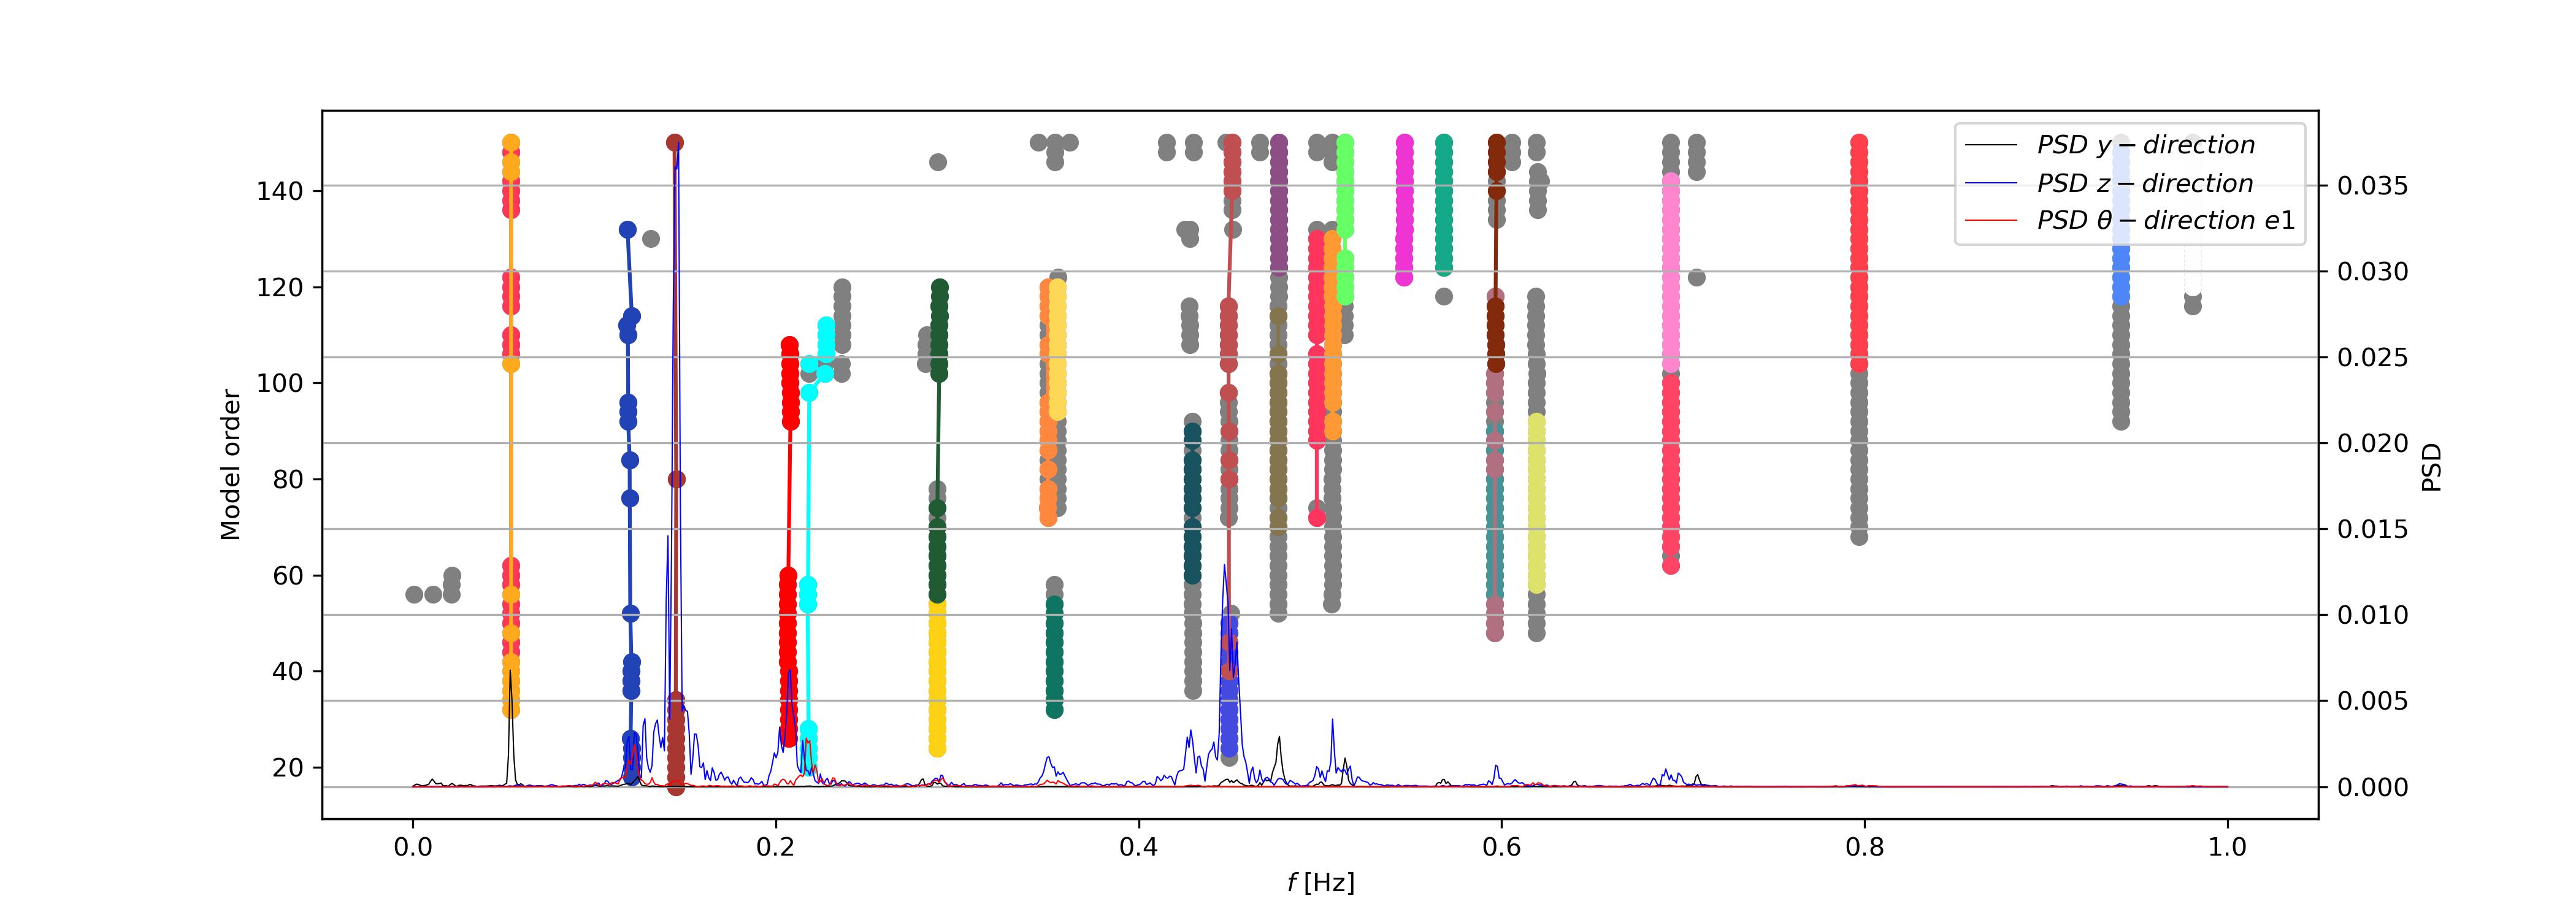 PSD y − direction
PSD z − direction
PSD θ − direction e1
140
120
100
80
60
40
20
Model order
0.035
0.030
0.025
0.020
0.015
0.010
0.005
0.000
PSD
0.0 0.2 0.4 0.6 0.8 1.0
f [Hz]